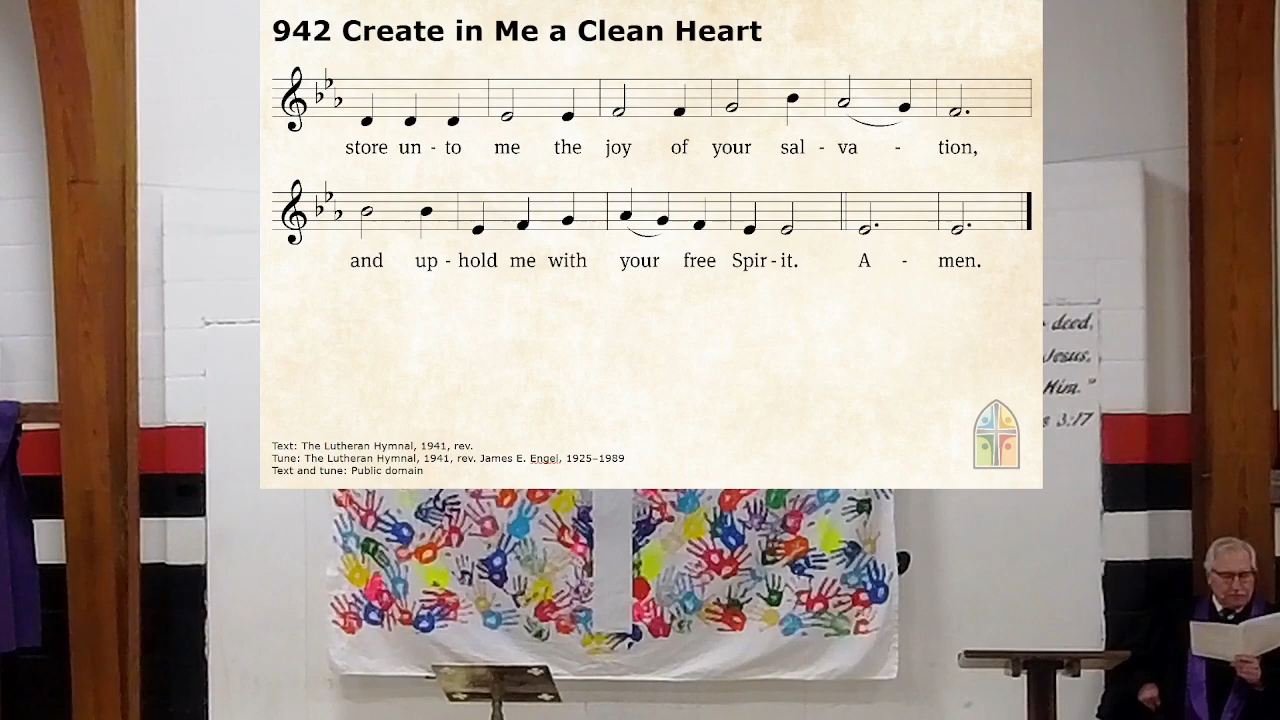 942 Create in Me a Clean Heart
store un - to me the joy of your sal - va - tion,
and up - hold me with your free Spir - it. A - men.
deed,
Jesus,
Him."
3:17
Text: The Lutheran Hymnal, 1941, rev.
Tune: The Lutheran Hymnal, 1941, rev. James E. Engel, 1925–1989
Text and tune: Public domain